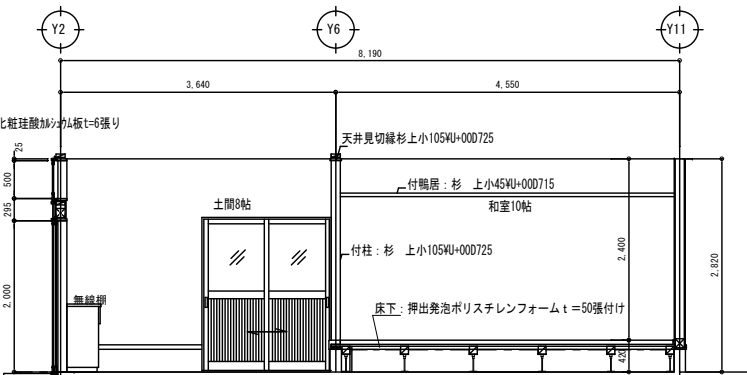 Y2
Y6
Y11
8,190
3,640
4,550
化粧珪酸ｶﾙｼｳﾑ板t=6張り
天井見切縁杉上小105¥U+00D725
25
500
付鴨居：杉　上小45¥U+00D715
295
土間8帖
和室10帖
付柱：杉　上小105¥U+00D725
2,400
2,820
2,000
無線棚
床下：押出発泡ポリスチレンフォームｔ＝50張付け
420